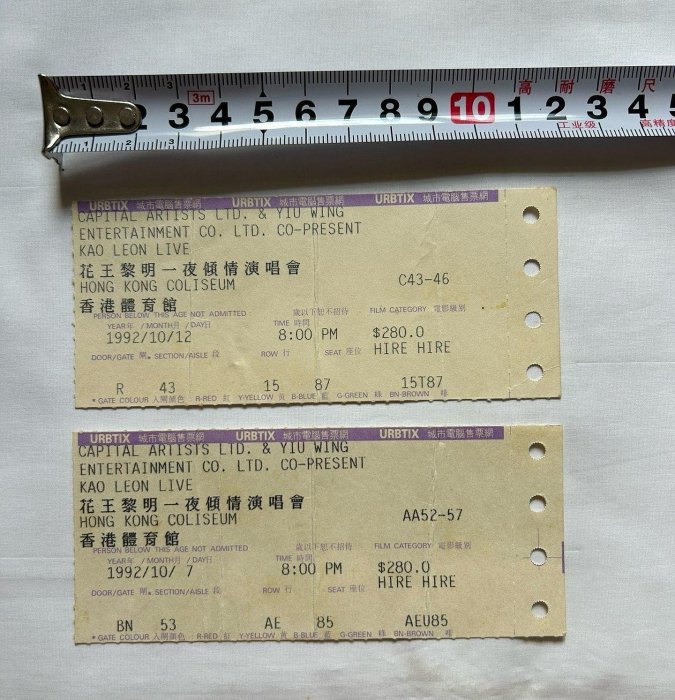 3m
2 3 4 5 6 7 8 9 10 1 2 3 4 5
高 耐 磨 尺
工业级 高精度
URBTIX 城市電腦售票網 URBTIX 城市電腦售票網 URBTIX 城市電腦售票網
CAPITAL ARTISTS LTD. & YIU WING
ENTERTAINMENT CO. LTD. CO-PRESENT
KAO LEON LIVE
花王黎明一夜傾情演唱會 C43-46
HONG KONG COLISEUM
香港體育館
PERSON BELOW THIS AGE NOT ADMITTED : 歲以下恕不招待 FILM CATEGORY 電影級別
YEAR年 / MONTH月 / DAY日 TIME 時間
1992/10/12 8:00 PM $280.0
HIRE HIRE
DOOR/GATE 閘* SECTION/AISLE 段 ROW 行 SEAT 座位
R 43 15 87 15T87
* GATE COLOUR 入閘顔色 R-RED 紅 Y-YELLOW 黃 B-BLUE 藍 G-GREEN 綠 BN-BROWN 啡
URBTIX 城市電腦售票網 URBTIX 城市電腦售票網 URBTIX 城市電腦售票網
CAPITAL ARTISTS LTD. & YIU WING
ENTERTAINMENT CO. LTD. CO-PRESENT
KAO LEON LIVE
花王黎明一夜傾情演唱會 AA52-57
HONG KONG COLISEUM
香港體育館
PERSON BELOW THIS AGE NOT ADMITTED 歲以下恕不招待 FILM CATEGORY 電影級別
YEAR年 / MONTH月 / DAY日 TIME 時間
1992/10/ 7 8:00 PM $280.0
HIRE HIRE
DOOR/GATE 閘* SECTION/AISLE 段 ROW 行 SEAT 座位
BN 53 AE 85 AEU85
* GATE COLOUR 入閘顔色 R-RED 紅 Y-YELLOW 黃 B-BLUE 藍 G-GREEN 綠 BN-BROWN 啡